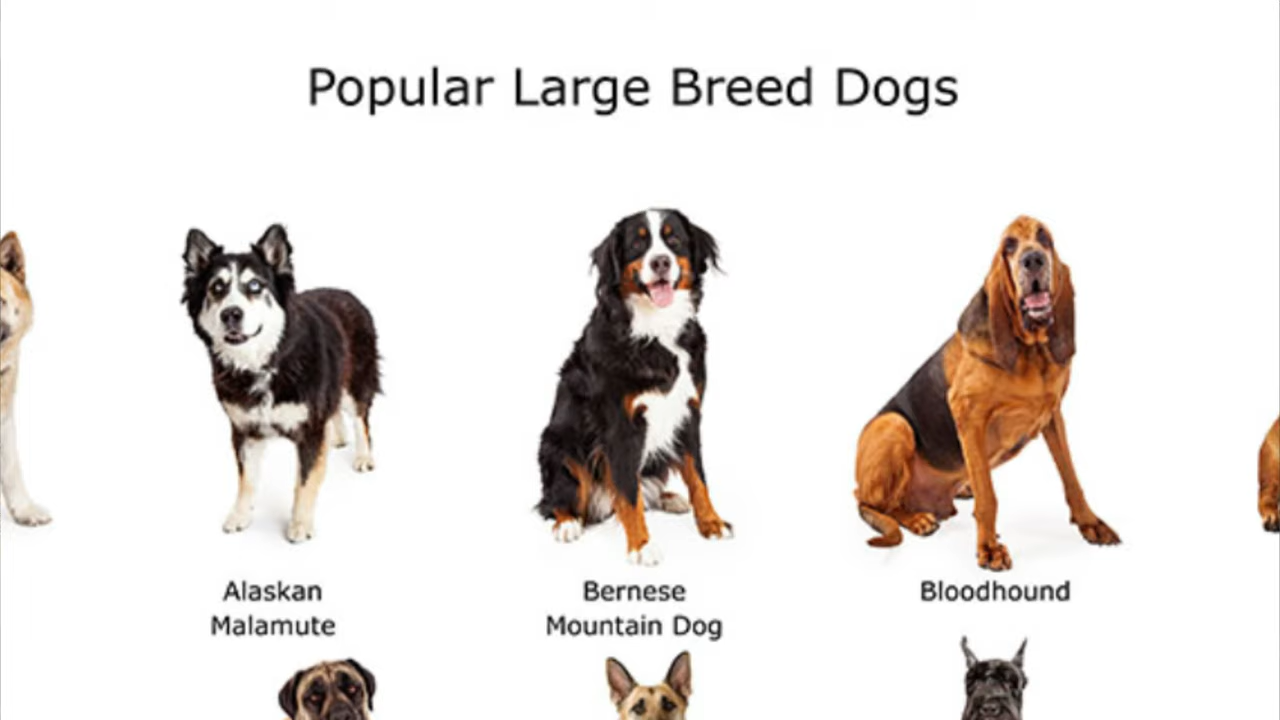 Popular Large Breed Dogs
Alaskan
Malamute
Bernese
Mountain Dog
Bloodhound